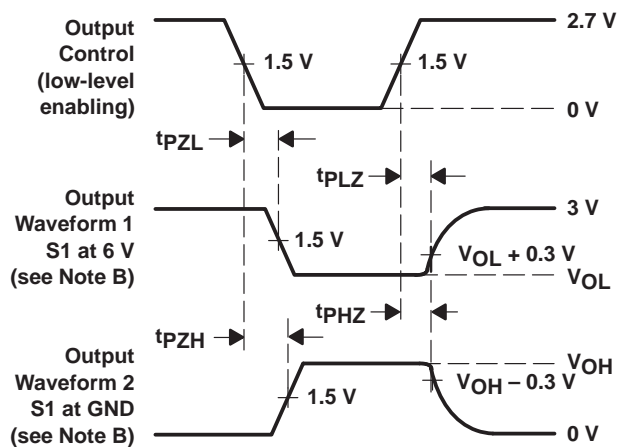 Output
Control
(low-level
enabling)
2.7 V
1.5 V
1.5 V
0 V
tPZL
tPLZ
Output
Waveform 1
S1 at 6 V
(see Note B)
3 V
1.5 V
VOL + 0.3 V
VOL
tPHZ
tPZH
Output
Waveform 2
S1 at GND
(see Note B)
VOH
VOH – 0.3 V
1.5 V
0 V